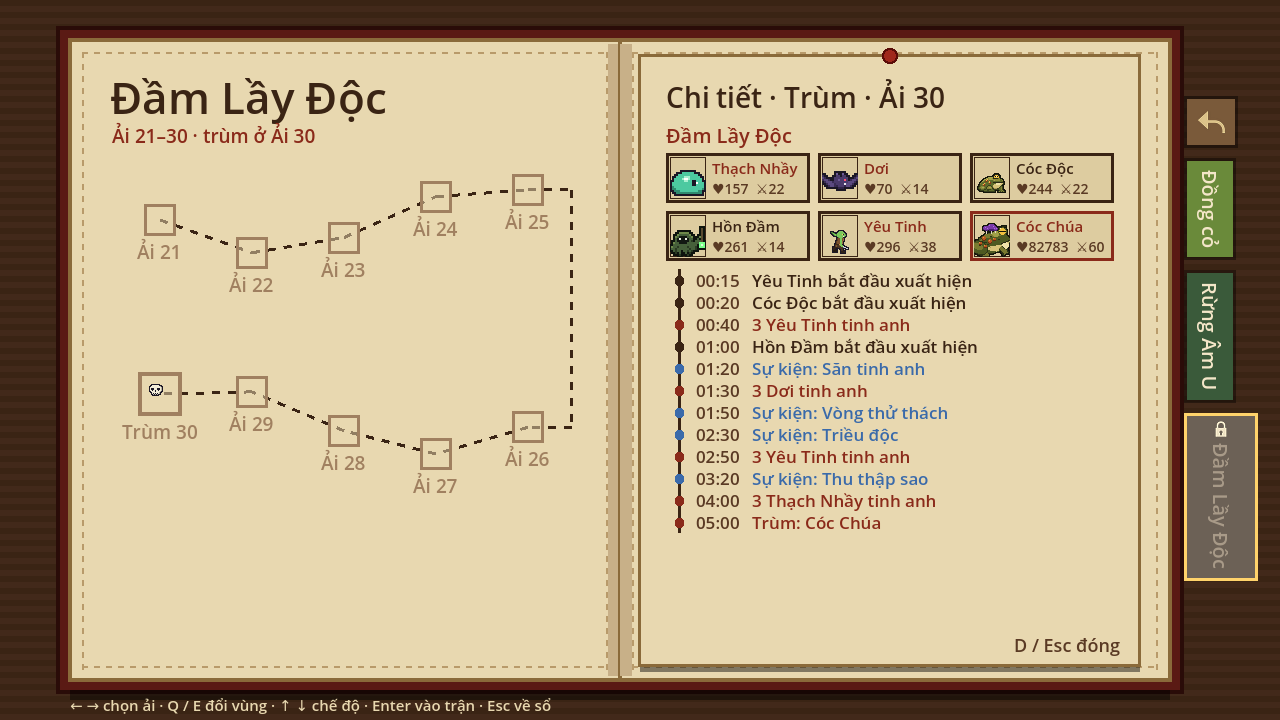 Đầm Lầy Độc
Ải 21–30 · trùm ở Ải 30
Ải 21
Ải 22
Ải 23
Ải 24
Ải 25
Trùm 30
Ải 29
Ải 28
Ải 27
Ải 26
Chi tiết · Trùm · Ải 30
Đầm Lầy Độc
Thạch Nhầy
♥157 ⚔22
Dơi
♥70 ⚔14
Cóc Độc
♥244 ⚔22
Hồn Đầm
♥261 ⚔14
Yêu Tinh
♥296 ⚔38
Cóc Chúa
♥82783 ⚔60
00:15 Yêu Tinh bắt đầu xuất hiện
00:20 Cóc Độc bắt đầu xuất hiện
00:40 3 Yêu Tinh tinh anh
01:00 Hồn Đầm bắt đầu xuất hiện
01:20 Sự kiện: Săn tinh anh
01:30 3 Dơi tinh anh
01:50 Sự kiện: Vòng thử thách
02:30 Sự kiện: Triều độc
02:50 3 Yêu Tinh tinh anh
03:20 Sự kiện: Thu thập sao
04:00 3 Thạch Nhầy tinh anh
05:00 Trùm: Cóc Chúa
D / Esc đóng
Đồng cỏ
Rừng Âm U
Đầm Lầy Độc
← → chọn ải · Q / E đổi vùng · ↑ ↓ chế độ · Enter vào trận · Esc về sổ